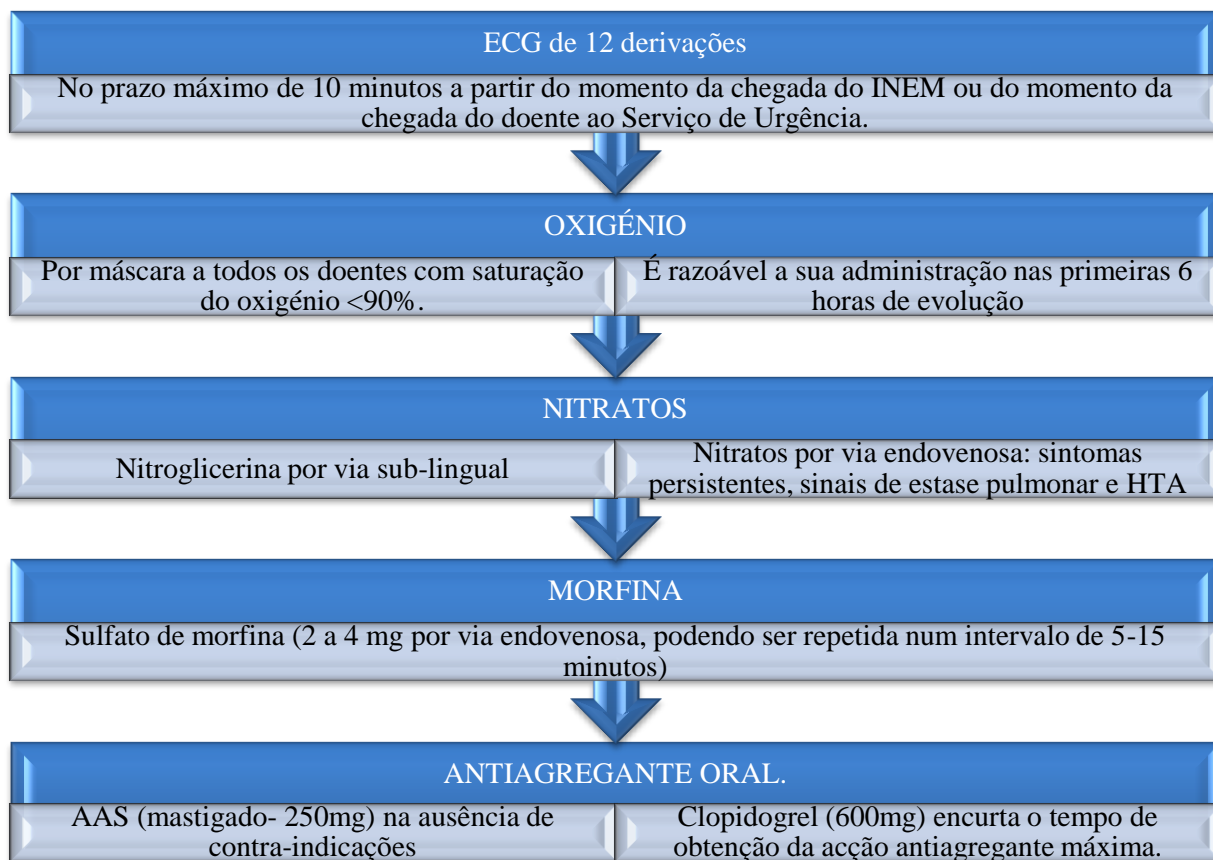 ECG de 12 derivações
No prazo máximo de 10 minutos a partir do momento da chegada do INEM ou do momento da
chegada do doente ao Serviço de Urgência.
OXIGÉNIO
Por máscara a todos os doentes com saturação
do oxigénio <90%.
É razoável a sua administração nas primeiras 6
horas de evolução
NITRATOS
Nitroglicerina por via sub-lingual
Nitratos por via endovenosa: sintomas
persistentes, sinais de estase pulmonar e HTA
MORFINA
Sulfato de morfina (2 a 4 mg por via endovenosa, podendo ser repetida num intervalo de 5-15
minutos)
ANTIAGREGANTE ORAL.
AAS (mastigado- 250mg) na ausência de
contra-indicações
Clopidogrel (600mg) encurta o tempo de
obtenção da acção antiagregante máxima.